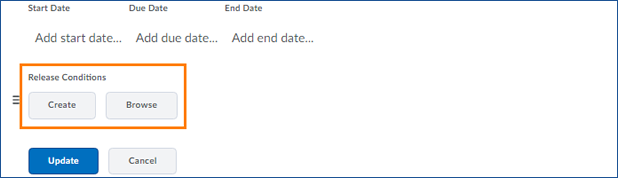 Start Date Due Date End Date
Add start date... Add due date... Add end date...
Release Conditions
Create Browse
Update Cancel